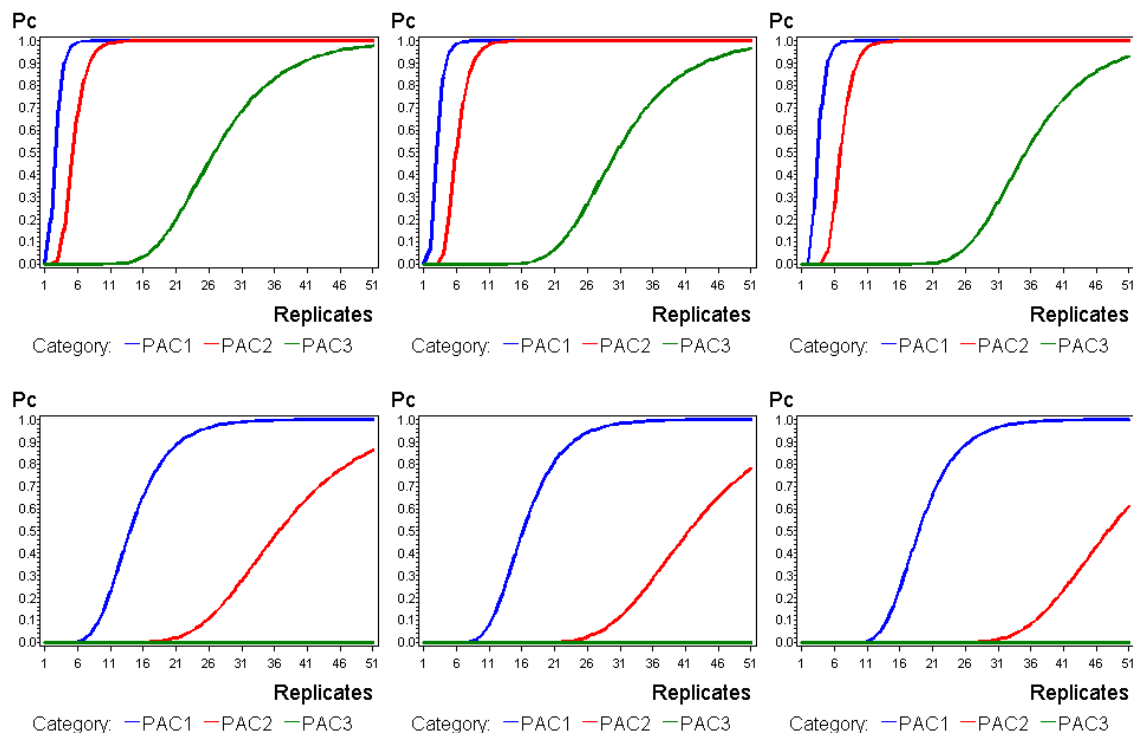 Pc Pc Pc
1.0 1.0 1.0
0.9 0.9 0.9
0.8 0.8 0.8
0.7 0.7 0.7
0.6 0.6 0.6
0.5 0.5 0.5
0.4 0.4 0.4
0.3 0.3 0.3
0.2 0.2 0.2
0.1 0.1 0.1
0.0 0.0 0.0
1 6 11 16 21 26 31 36 41 46 51 1 6 11 16 21 26 31 36 41 46 51 1 6 11 16 21 26 31 36 41 46 51
Replicates Replicates Replicates
Category: PAC1 PAC2 PAC3 Category: PAC1 PAC2 PAC3 Category: PAC1 PAC2 PAC3
Pc Pc Pc
1.0 1.0 1.0
0.9 0.9 0.9
0.8 0.8 0.8
0.7 0.7 0.7
0.6 0.6 0.6
0.5 0.5 0.5
0.4 0.4 0.4
0.3 0.3 0.3
0.2 0.2 0.2
0.1 0.1 0.1
0.0 0.0 0.0
1 6 11 16 21 26 31 36 41 46 51 1 6 11 16 21 26 31 36 41 46 51 1 6 11 16 21 26 31 36 41 46 51
Replicates Replicates Replicates
Category: PAC1 PAC2 PAC3 Category: PAC1 PAC2 PAC3 Category: PAC1 PAC2 PAC3